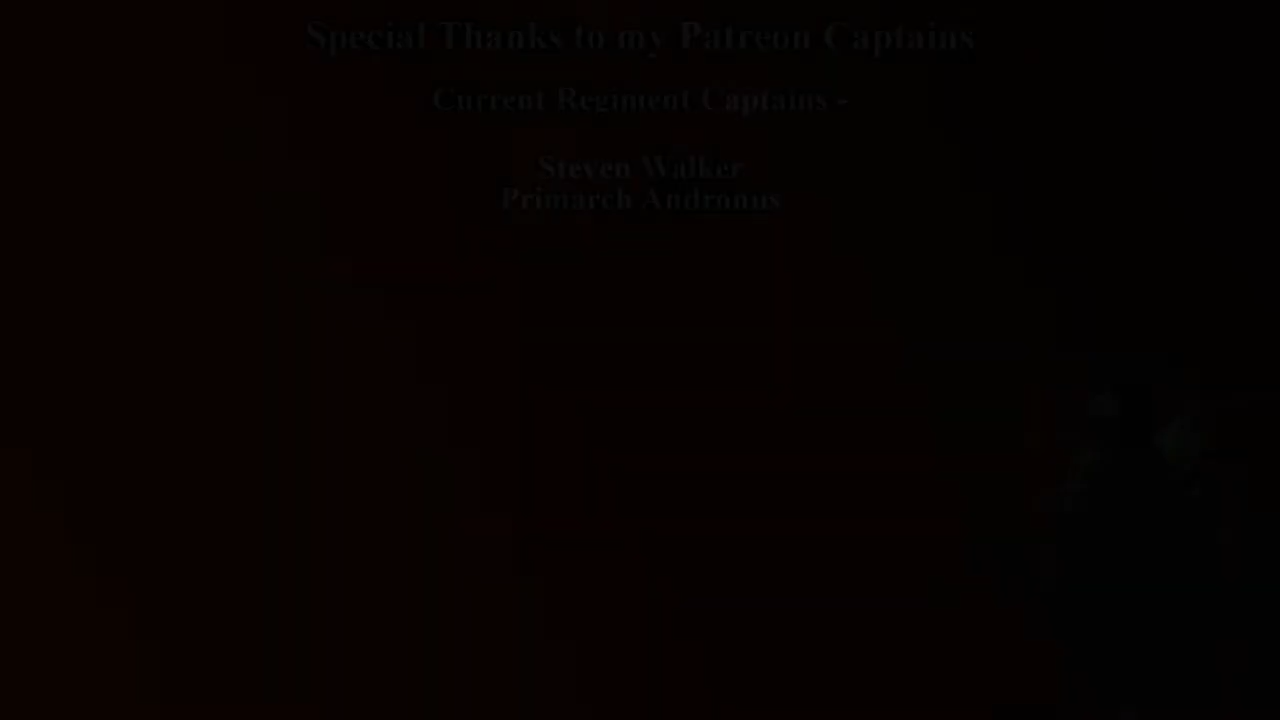 Special Thanks to my Patreon Captains
Current Regiment Captains -
Steven Walker
Primarch Andronus